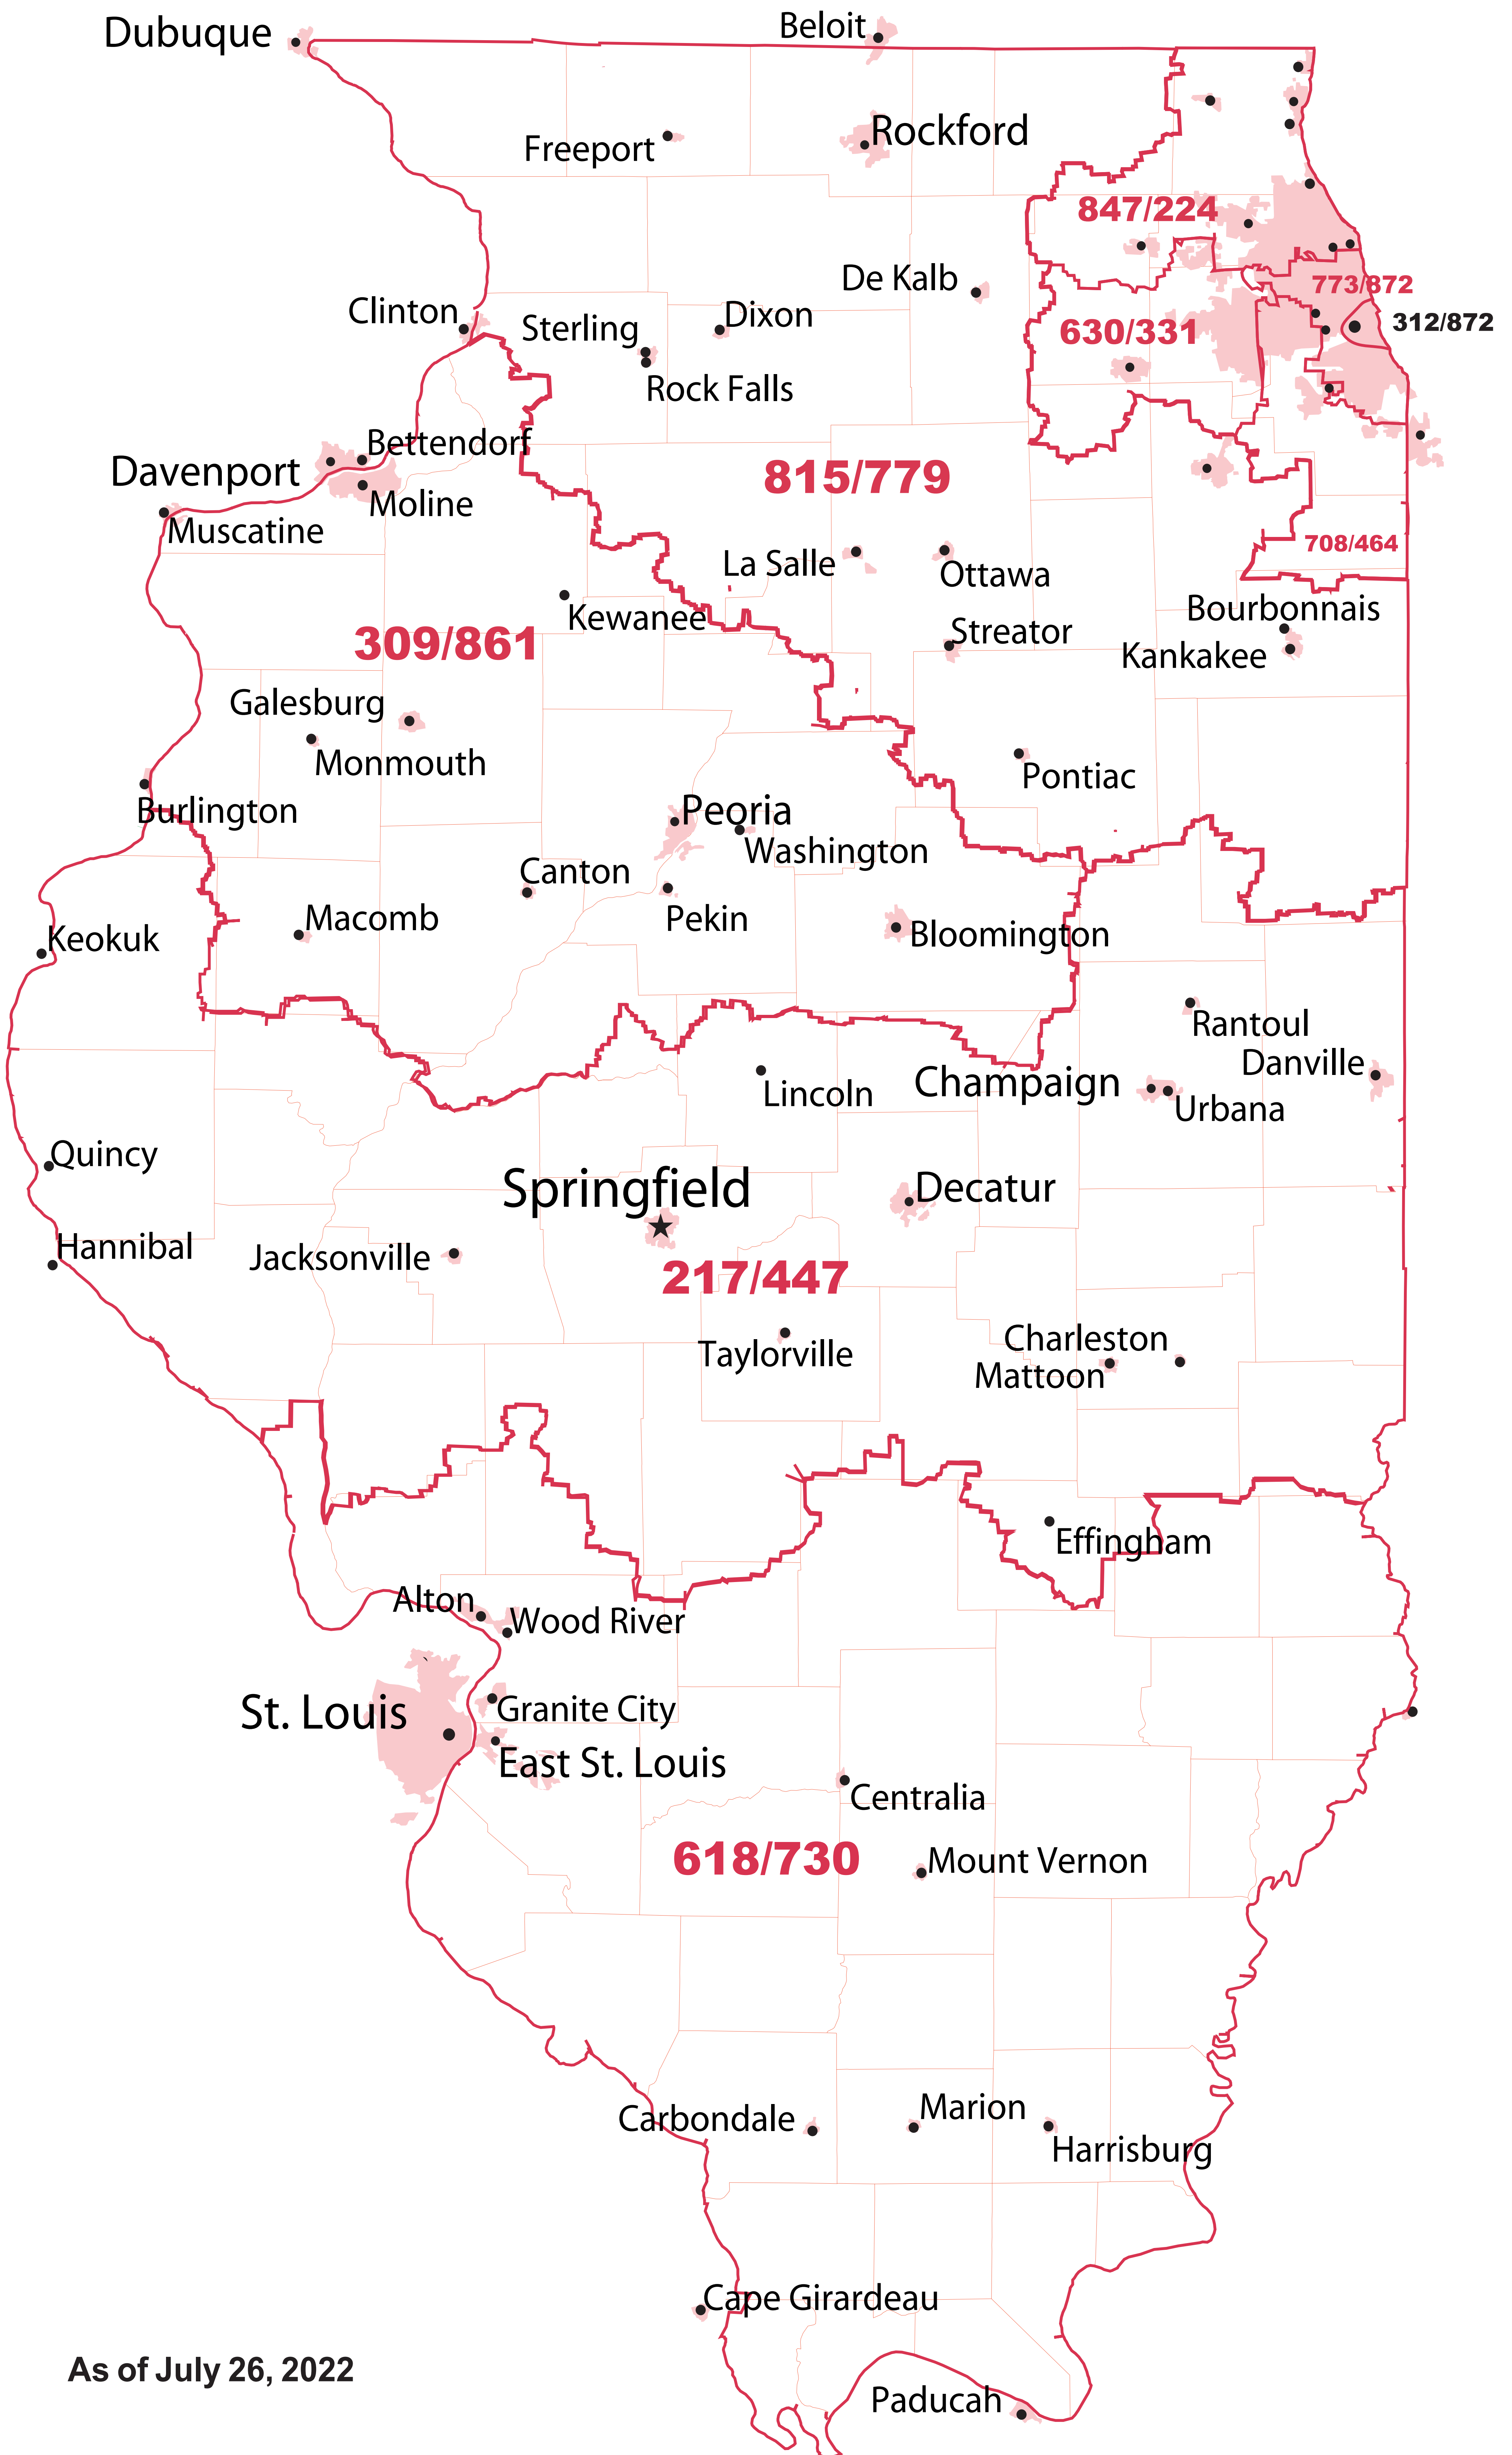 Dubuque
Beloit
Freeport
Rockford
847/224
De Kalb
773/872
Clinton
Sterling
Dixon
630/331
312/872
Rock Falls
Bettendorf
Davenport
815/779
Moline
Muscatine
708/464
La Salle
Ottawa
Kewanee
Bourbonnais
309/861
Streator
Kankakee
Galesburg
Monmouth
Pontiac
Burlington
Peoria
Washington
Canton
Macomb
Pekin
Keokuk
Bloomington
Rantoul
Danville
Lincoln
Champaign
Urbana
Quincy
Springfield
Decatur
Hannibal
Jacksonville
217/447
Taylorville
Charleston
Mattoon
Effingham
Alton
Wood River
St. Louis
Granite City
East St. Louis
Centralia
618/730
Mount Vernon
Carbondale
Marion
Harrisburg
Cape Girardeau
As of July 26, 2022
Paducah